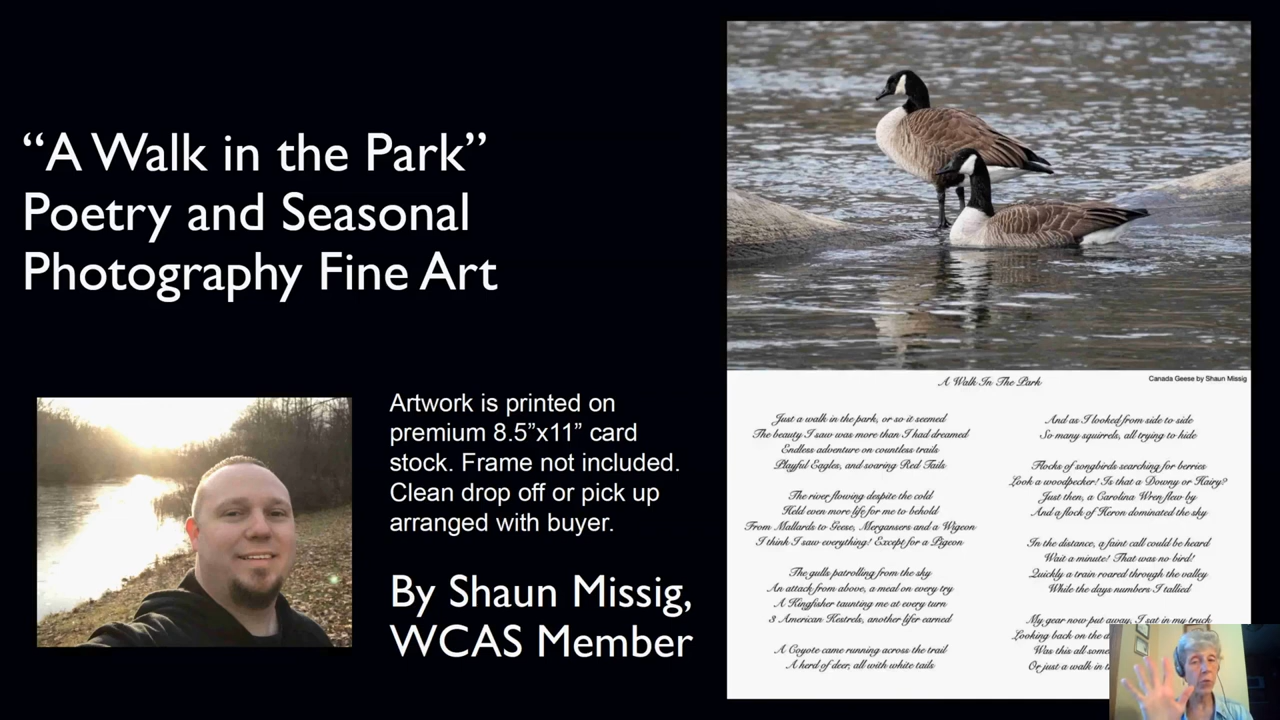 “A Walk in the Park”
Poetry and Seasonal
Photography Fine Art
Artwork is printed on
premium 8.5”x11” card
stock. Frame not included.
Clean drop off or pick up
arranged with buyer.
By Shaun Missig,
WCAS Member
A Walk In The Park
Canada Geese by Shaun Missig
Just a walk in the park, or so it seemed
The beauty I saw was more than I had dreamed
Endless adventure on countless trails
Playful Eagles, and soaring Red Tails
The river flowing despite the cold
Held even more life for me to behold
From Mallards to Geese, Mergansers and a Wigeon
I think I saw everything! Except for a Pigeon
The gulls patrolling from the sky
An attack from above, a meal on every try
A Kingfisher taunting me at every turn
3 American Kestrels, another lifer earned
A Coyote came running across the trail
A herd of deer, all with white tails
And as I looked from side to side
So many squirrels, all trying to hide
Flocks of songbirds searching for berries
Look a woodpecker! Is that a Downy or Hairy?
Just then, a Carolina Wren flew by
And a flock of Heron dominated the sky
In the distance, a faint call could be heard
Wait a minute! That was no bird!
Quickly a train roared through the valley
While the days numbers I tallied
My gear now put away, I sat in my truck
Looking back on the
Was this all
Or just a walk in